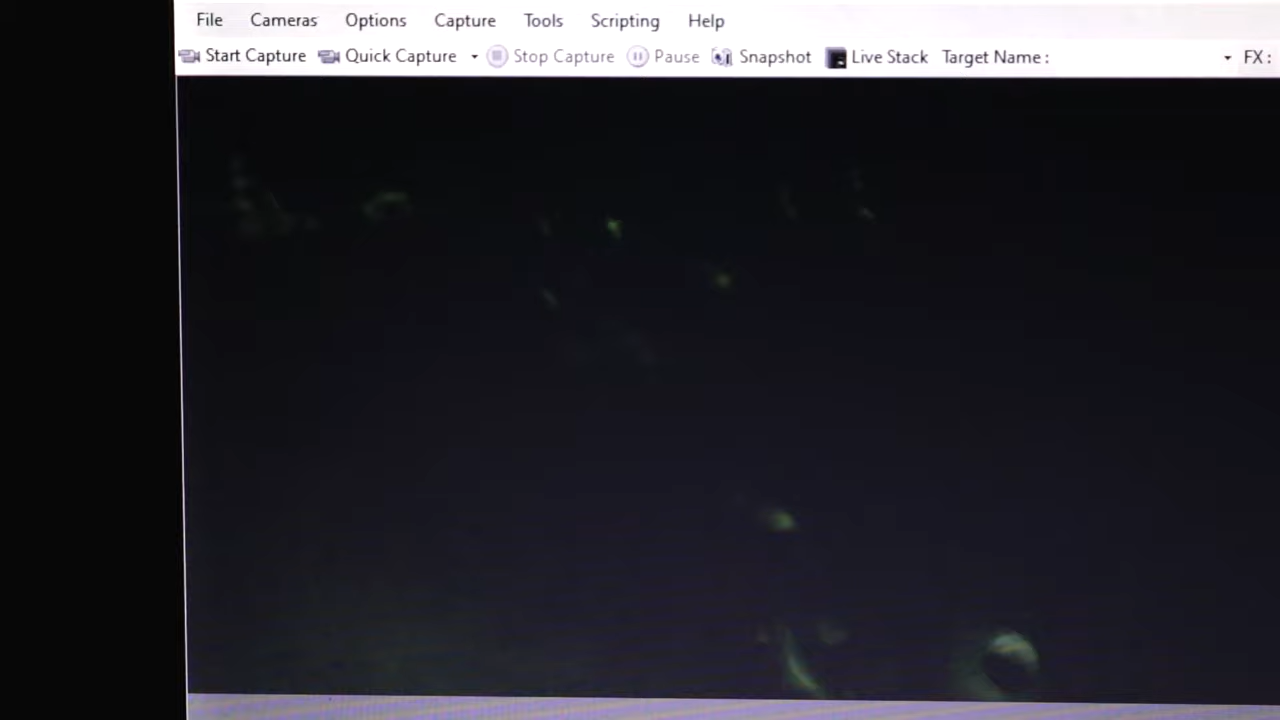 File Cameras Options Capture Tools Scripting Help
Start Capture Quick Capture Stop Capture Pause Snapshot Live Stack Target Name : FX :